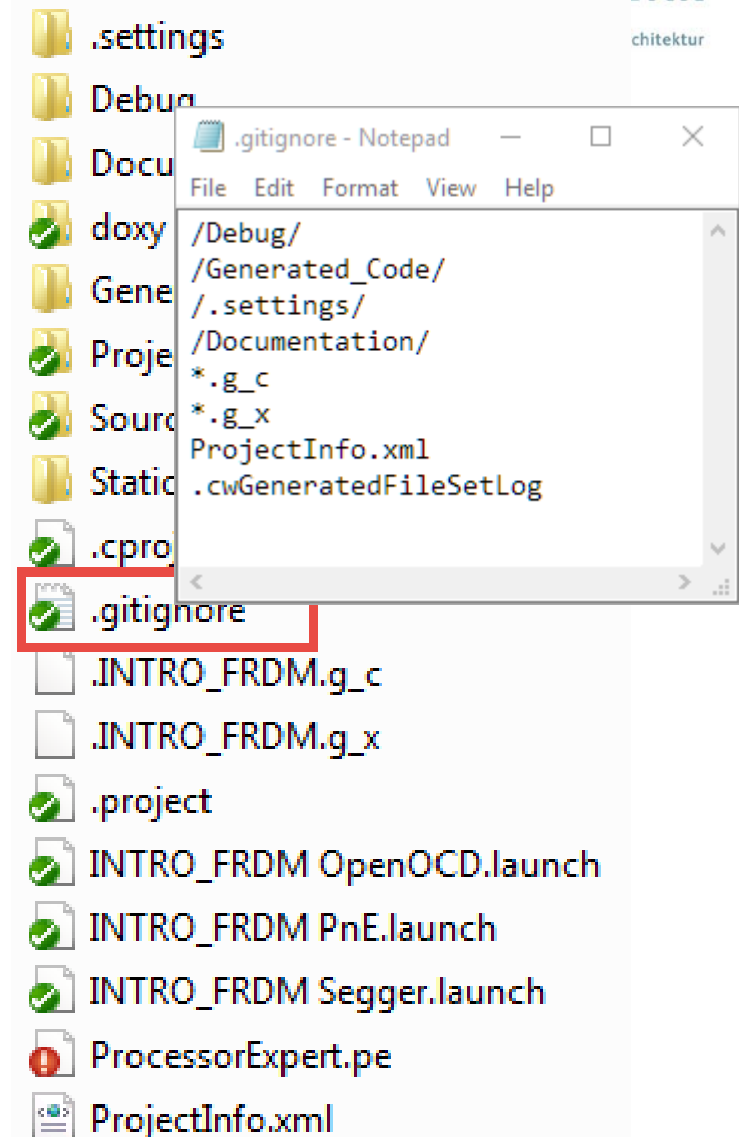 .settings
chitektur
Debug
Docu
doxy
Gene
Proje
Sourc
Static
.cproj
.gitignore - Notepad
File Edit Format View Help
/Debug/
/Generated_Code/
/.settings/
/Documentation/
*.g_c
*.g_x
ProjectInfo.xml
.cwGeneratedFileSetLog
.gitignore
.INTRO_FRDM.g_c
.INTRO_FRDM.g_x
.project
INTRO_FRDM OpenOCD.launch
INTRO_FRDM PnE.launch
INTRO_FRDM Segger.launch
ProcessorExpert.pe
ProjectInfo.xml